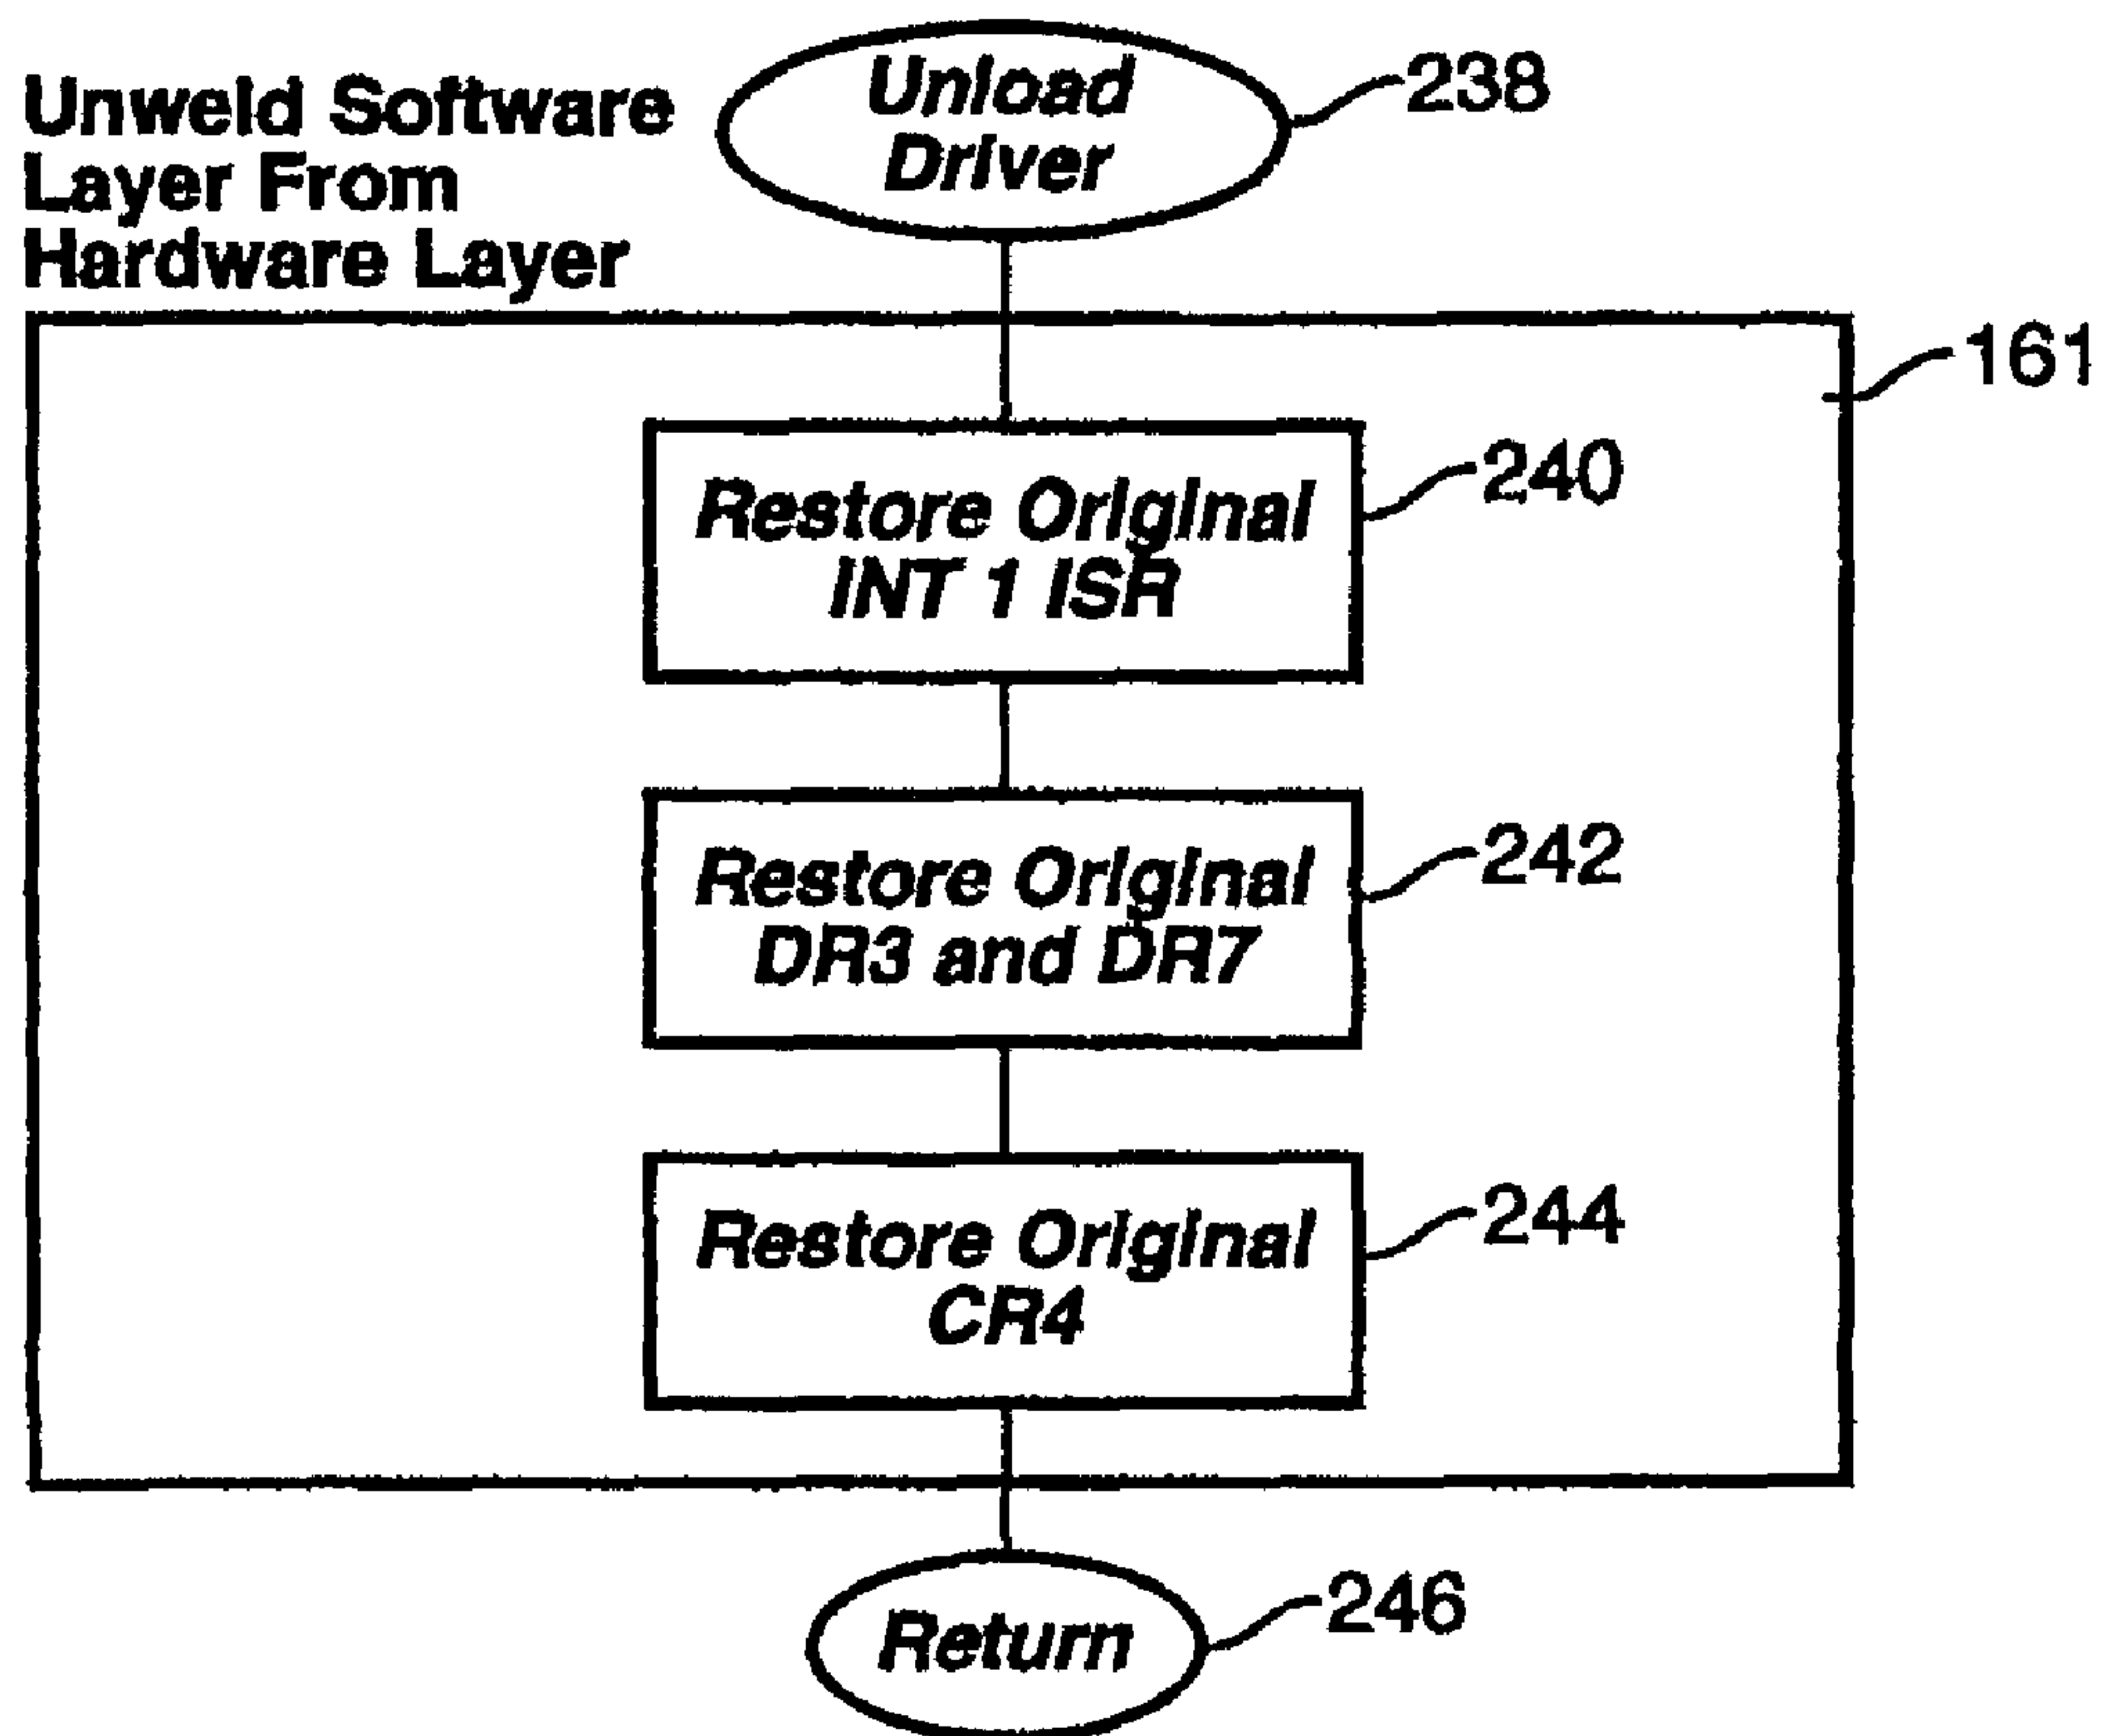 Unweld Software
Layer From
Hardware Layer
Unload
Driver
238
161
Restore Original
INT 1 ISR
240
Restore Original
DR3 and DR7
242
Restore Original
CR4
244
Return
246